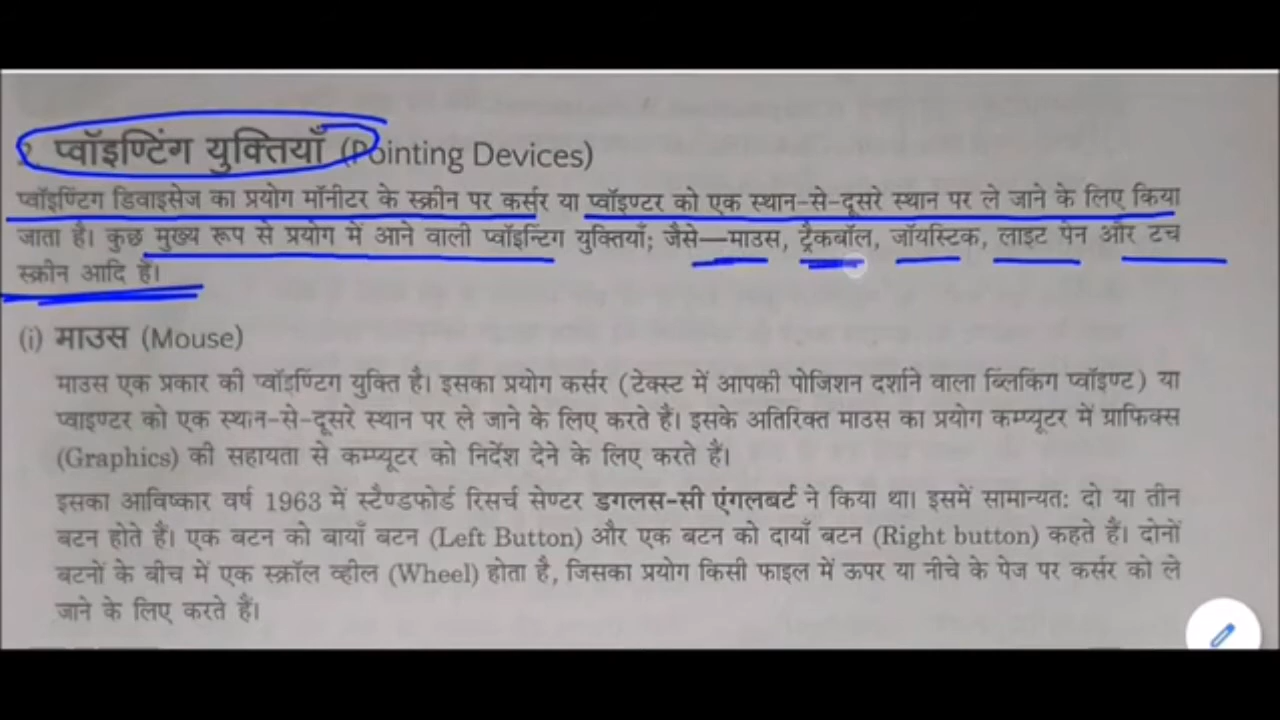 2. प्वॉइण्टिंग युक्तियाँ (Pointing Devices)
प्वॉइण्टिंग डिवाइसेज का प्रयोग मॉनीटर के स्क्रीन पर कर्सर या प्वॉइण्टर को एक स्थान-से-दूसरे स्थान पर ले जाने के लिए किया
जाता है। कुछ मुख्य रूप से प्रयोग में आने वाली प्वॉइन्टिग युक्तियाँ; जैसे—माउस, ट्रैकबॉल, जॉयस्टिक, लाइट पेन और टच
स्क्रीन आदि हैं।
(i) माउस (Mouse)
माउस एक प्रकार की प्वॉइण्टिग युक्ति है। इसका प्रयोग कर्सर (टेक्स्ट में आपकी पोजिशन दर्शाने वाला ब्लिकिंग प्वॉइण्ट) या
प्वाइण्टर को एक स्थान-से-दूसरे स्थान पर ले जाने के लिए करते हैं। इसके अतिरिक्त माउस का प्रयोग कम्प्यूटर में ग्राफिक्स
(Graphics) की सहायता से कम्प्यूटर को निर्देश देने के लिए करते हैं।
इसका आविष्कार वर्ष 1963 में स्टैण्डफोर्ड रिसर्च सेण्टर डगलस-सी एंगलबर्ट ने किया था। इसमें सामान्यत: दो या तीन
बटन होते हैं। एक बटन को बायाँ बटन (Left Button) और एक बटन को दायाँ बटन (Right button) कहते हैं। दोनों
बटनों के बीच में एक स्क्रॉल व्हील (Wheel) होता है, जिसका प्रयोग किसी फाइल में ऊपर या नीचे के पेज पर कर्सर को ले
जाने के लिए करते हैं।